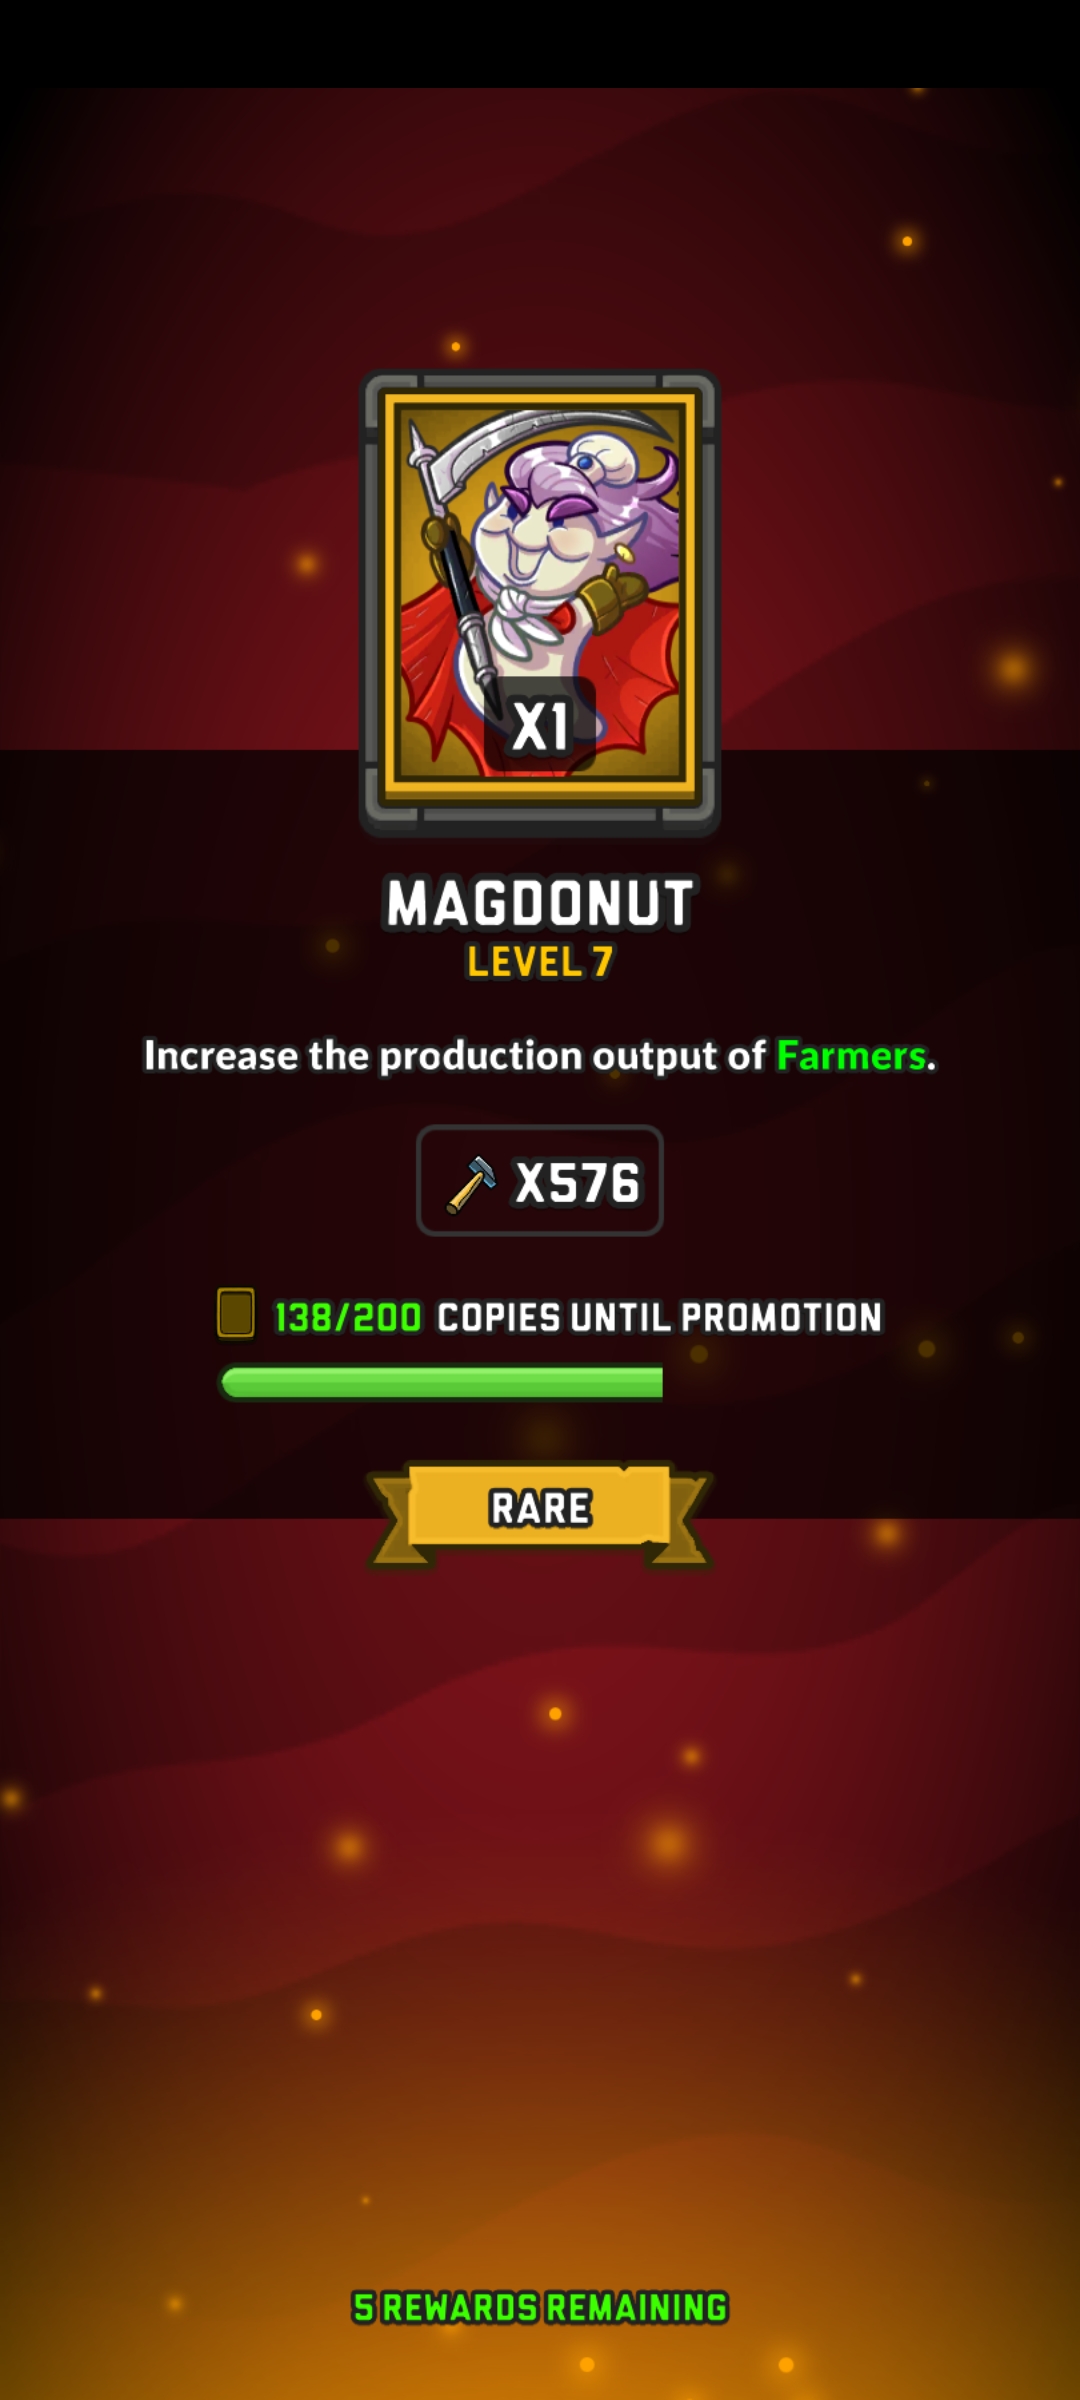 X1
MAGDONUT
LEVEL 7
Increase the production output of Farmers.
X576
138/200 COPIES UNTIL PROMOTION
RARE
5 REWARDS REMAINING